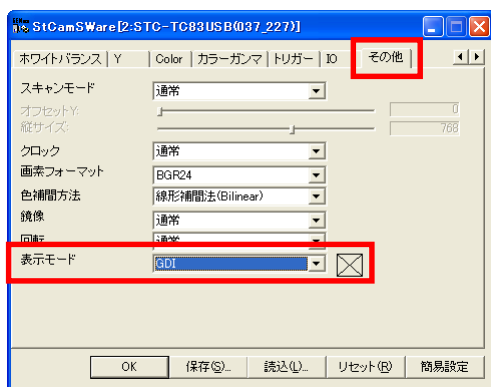 StCamSWare[2:STC-TC83USB(037_227)]
ホワイトバランス Y Color カラーガンマ トリガー IO その他
スキャンモード 通常
オフセットY: 0
縦サイズ: 768
クロック 通常
画素フォーマット BGR24
色補間方法 線形補間法(Bilinear)
鏡像 通常
回転 通常
表示モード GDI
OK 保存(S)... 読込(L)... リセット(R) 簡易設定